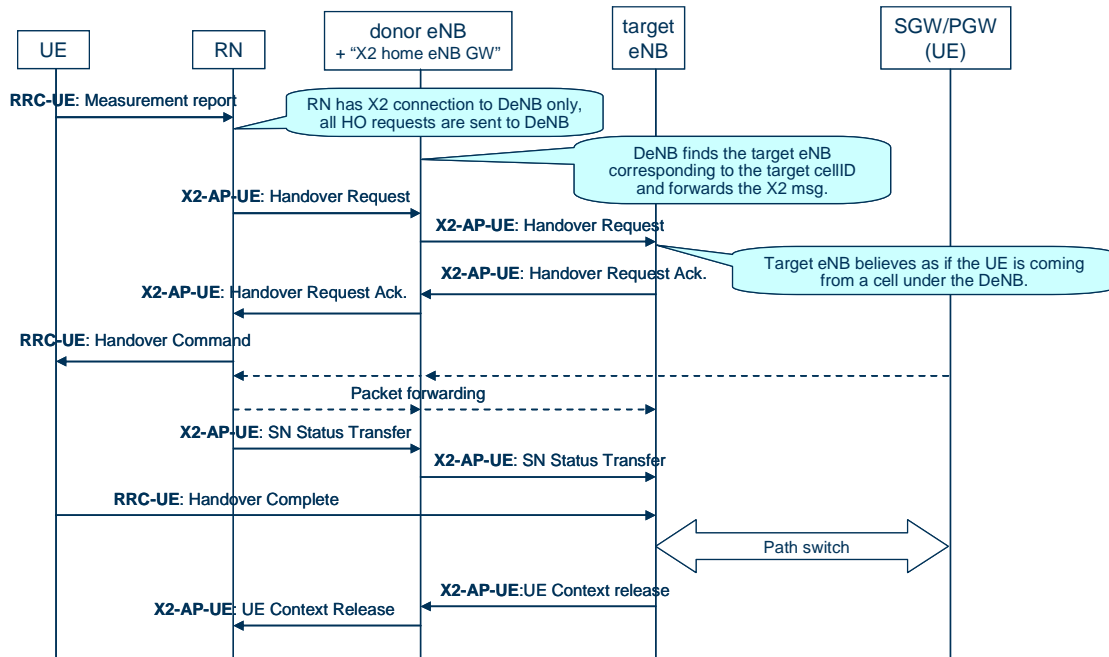 UE
RN
donor eNB
+ “X2 home eNB GW”
target
eNB
SGW/PGW
(UE)
RRC-UE: Measurement report
RN has X2 connection to DeNB only,
all HO requests are sent to DeNB
DeNB finds the target eNB
corresponding to the target cellID
and forwards the X2 msg.
X2-AP-UE: Handover Request
X2-AP-UE: Handover Request
Target eNB believes as if the UE is coming
from a cell under the DeNB.
X2-AP-UE: Handover Request Ack.
X2-AP-UE: Handover Request Ack.
RRC-UE: Handover Command
Packet forwarding
X2-AP-UE: SN Status Transfer
X2-AP-UE: SN Status Transfer
RRC-UE: Handover Complete
Path switch
X2-AP-UE:UE Context release
X2-AP-UE: UE Context Release